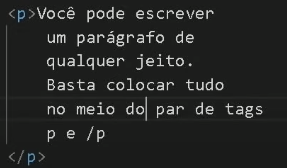 <p>Você pode escrever
um parágrafo de
qualquer jeito.
Basta colocar tudo
no meio do par de tags
p e /p
</p>